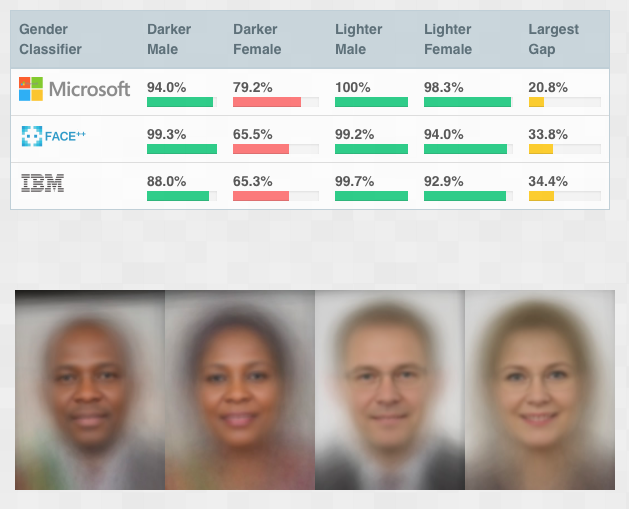 Gender Classifier Darker Male Darker Female Lighter Male Lighter Female Largest Gap
Microsoft 94.0% 79.2% 100% 98.3% 20.8%
FACE++ 99.3% 65.5% 99.2% 94.0% 33.8%
IBM 88.0% 65.3% 99.7% 92.9% 34.4%